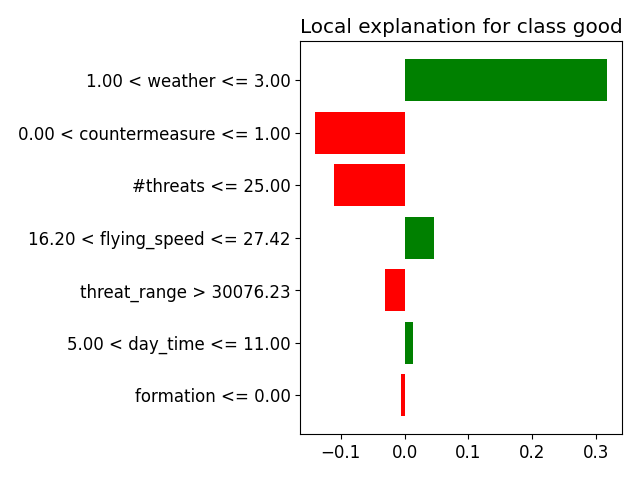 Local explanation for class good
1.00 < weather <= 3.00
0.00 < countermeasure <= 1.00
#threats <= 25.00
16.20 < flying_speed <= 27.42
threat_range > 30076.23
5.00 < day_time <= 11.00
formation <= 0.00
−0.1 0.0 0.1 0.2 0.3